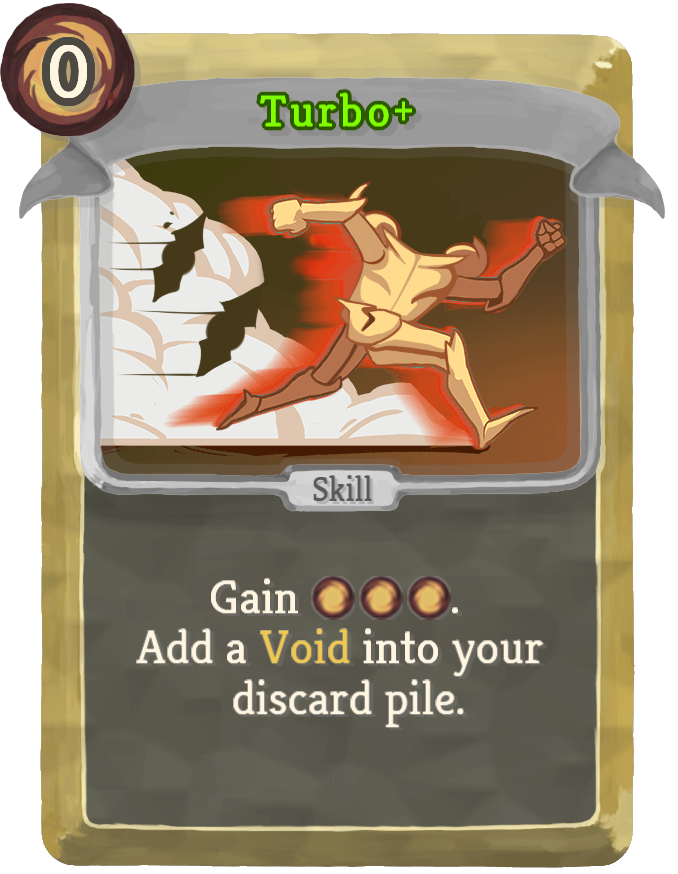 0
Turbo+
Skill
Gain .
Add a Void into your
discard pile.